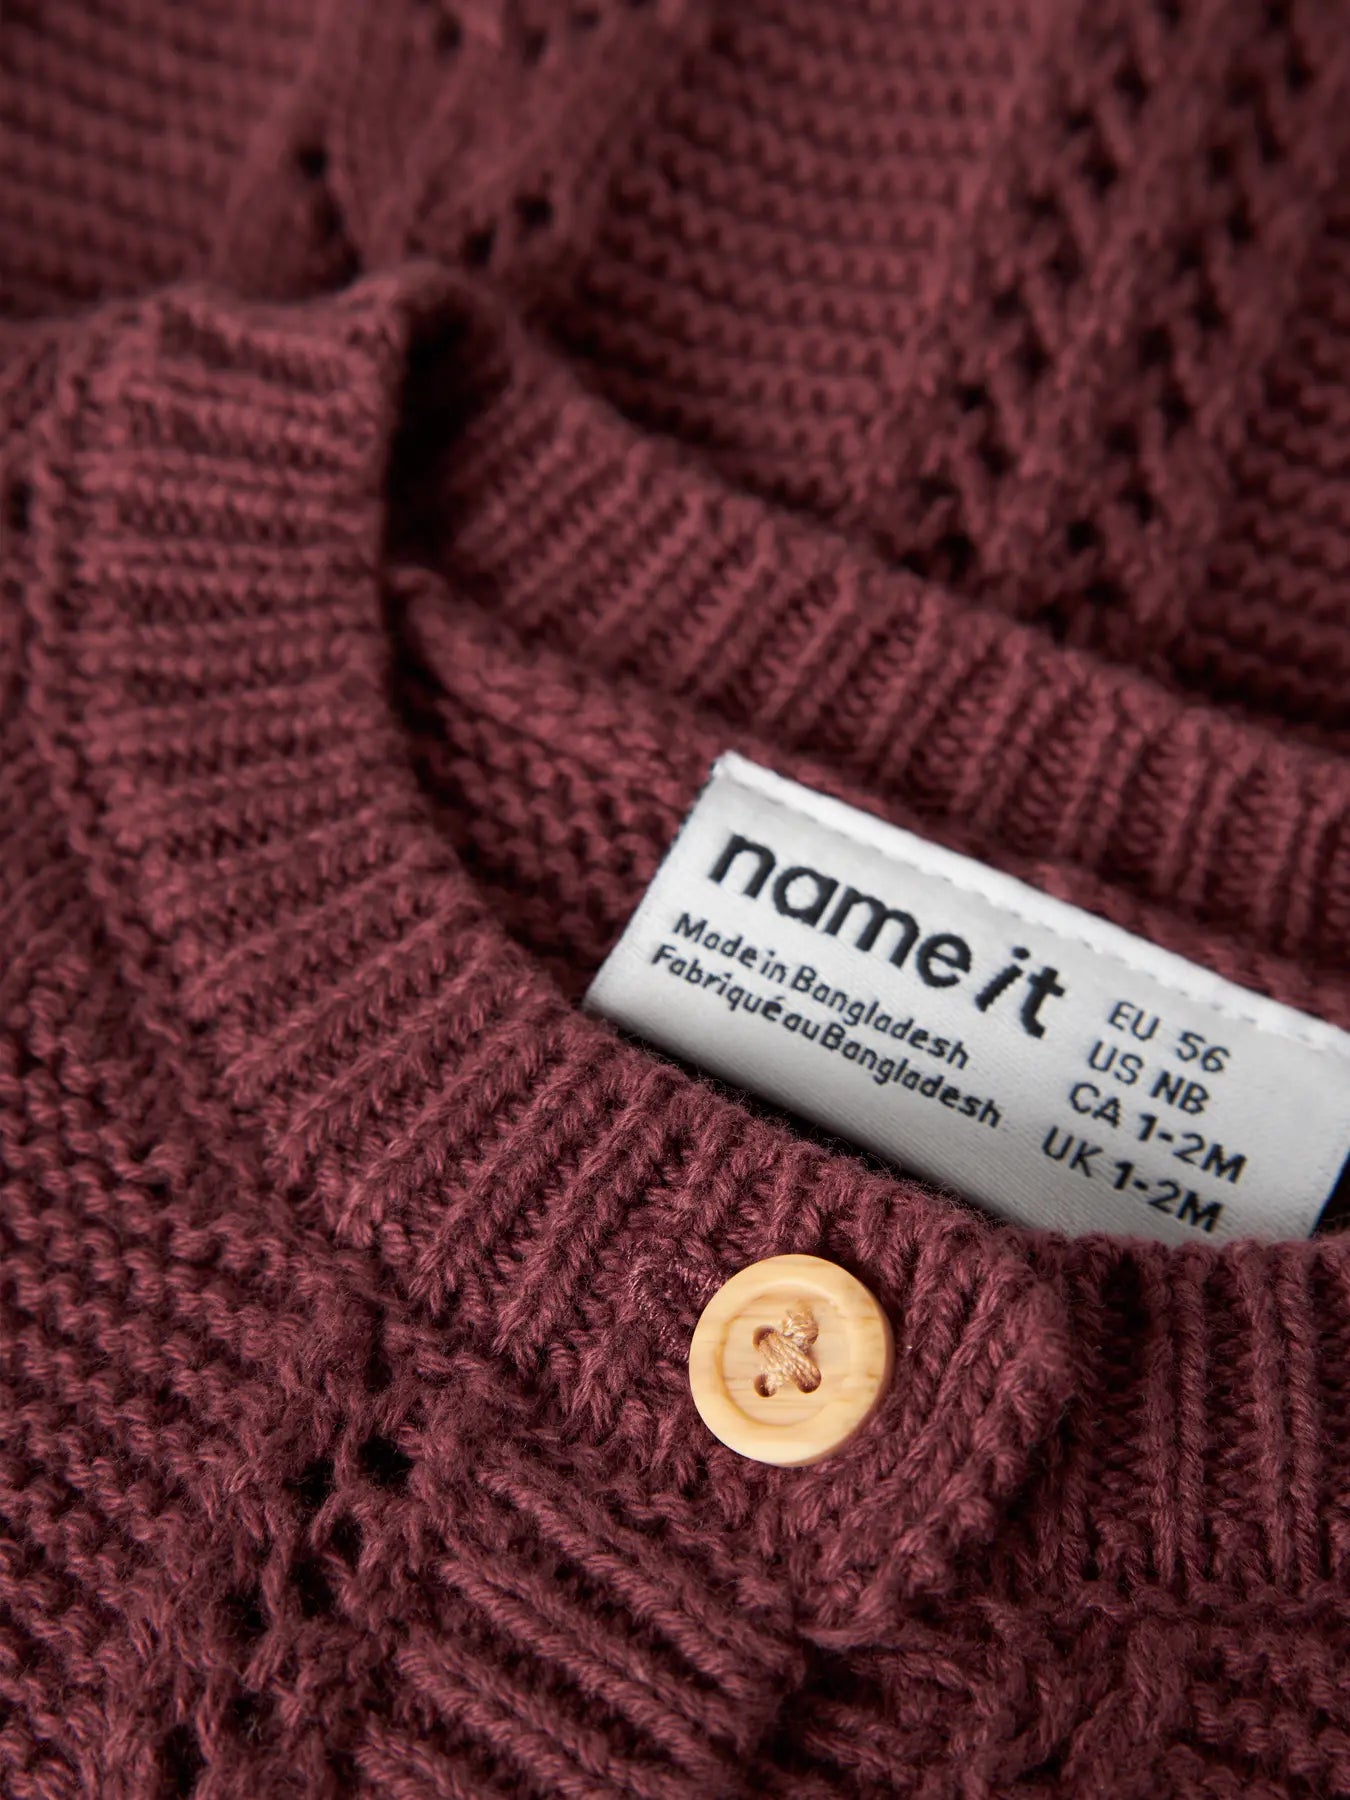 name it
Made in Bangladesh
Fabriqué au Bangladesh
EU 56
US NB
CA 1-2M
UK 1-2M